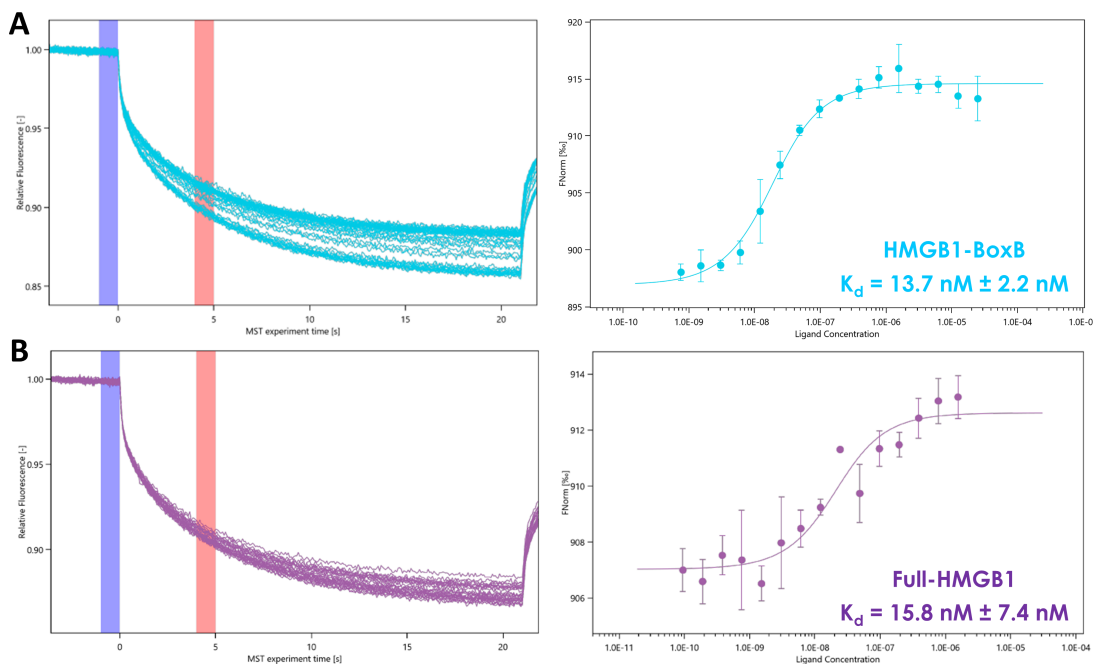 A
Relative Fluorescence [-]
1.00
0.95
0.90
0.85
0
5
10
15
20
MST experiment time [s]
FNorm [‰]
920
915
910
905
900
895
HMGB1-BoxB
Kd = 13.7 nM ± 2.2 nM
1.0E-10
1.0E-09
1.0E-08
1.0E-07
1.0E-06
1.0E-05
1.0E-04
1.0E-0
Ligand Concentration
B
Relative Fluorescence [-]
1.00
0.95
0.90
0
5
10
15
20
MST experiment time [s]
FNorm [‰]
914
912
910
908
906
Full-HMGB1
Kd = 15.8 nM ± 7.4 nM
1.0E-11
1.0E-10
1.0E-09
1.0E-08
1.0E-07
1.0E-06
1.0E-05
1.0E-04
Ligand Concentration